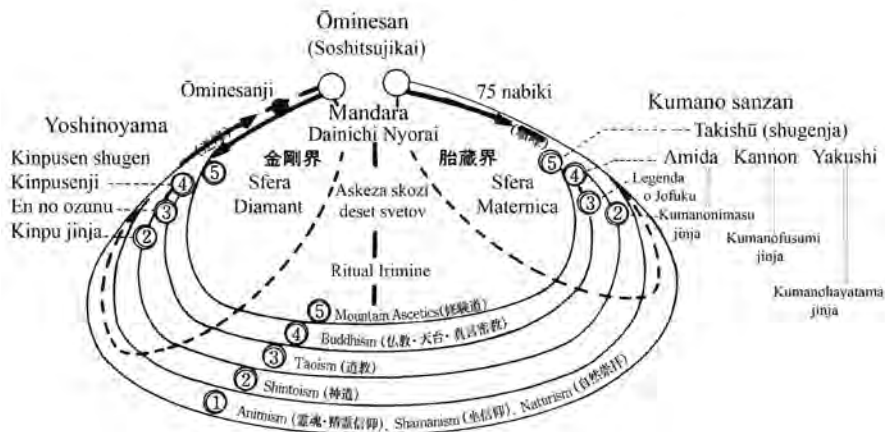 Ōminesan
(Soshitsujikai)
Ōminesanji
75 nabiki
Yoshinoyama
Mandara
Dainichi Nyorai
Kumano sanzan
Takishū (shugenja)
Kinpusen shugen
金剛界
胎蔵界
Amida Kannon Yakushi
Kinpusenji
④ ⑤
Sfera
Diamant
Askeza skozi
deset svetov
Sfera
Maternica
⑤ ④
Legenda
o Jofuku
En no ozunu
③
③
Kinpu jinja
②
②
Kumanonimasu
jinja
Kumanofusumi
jinja
Ritual Irimine
Kumanohayatama
jinja
⑤ Mountain Ascetics (修験道)
④ Buddhism (仏教・天台・真言密教)
③ Taoism (道教)
② Shintoism (神道)
① Animism (霊魂・精霊信仰)、Shamanism (巫信仰)、Naturism (自然崇拝)